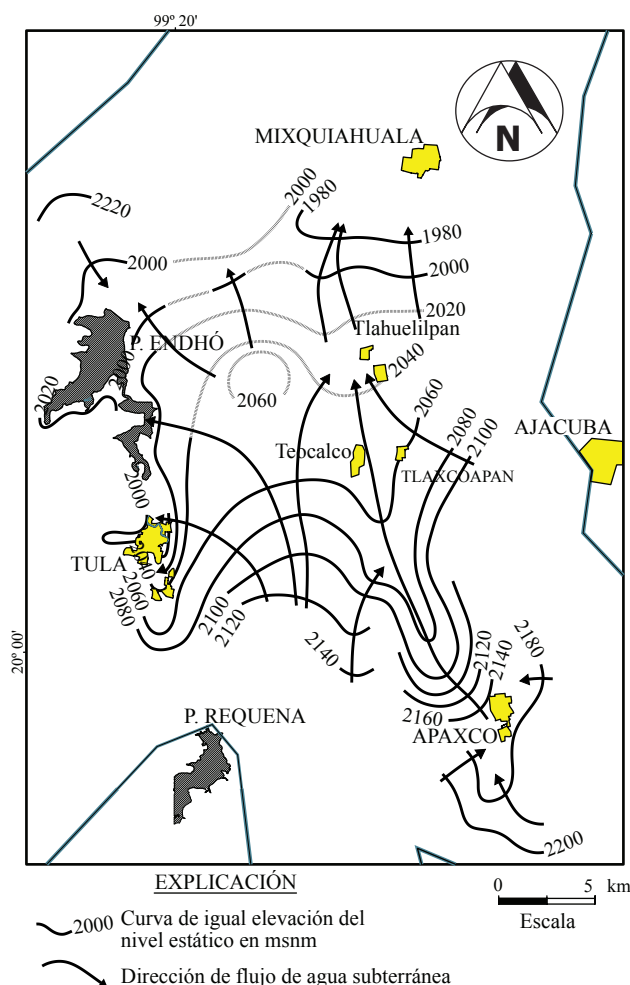 99º 20'
MIXQUIAHUALA
N
2220
2000
1980
1980
2000
2000
2020
Tlahuelilpan
P. ENDHÓ
2000
2040
2020
2060
2060
2080
2100
AJACUBA
Teocalco
TLAXCOAPAN
2000
TULA
2040
2060
2080
2100
2120
2140
2120
2140
2180
20º 00'
2160
P. REQUENA
APAXCO
2200
EXPLICACIÓN
0 5 km
Escala
2000 Curva de igual elevación del
nivel estático en msnm
Dirección de flujo de agua subterránea